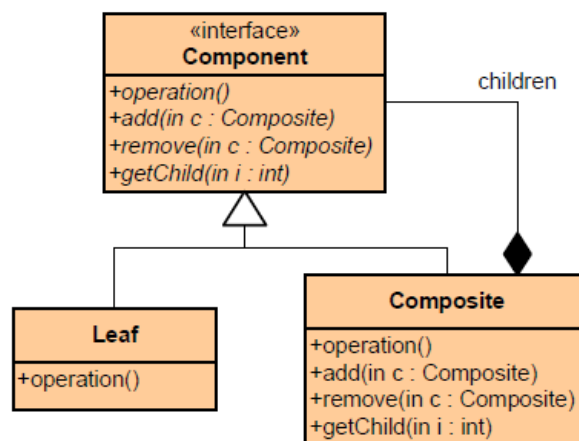 «interface»
Component
+operation()
+add(in c : Composite)
+remove(in c : Composite)
+getChild(in i : int)
children
Leaf
+operation()
Composite
+operation()
+add(in c : Composite)
+remove(in c : Composite)
+getChild(in i : int)